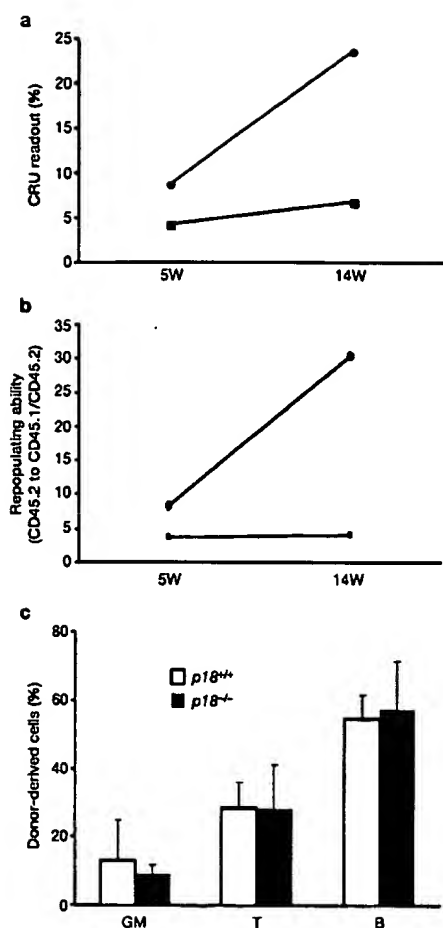 a
25
20
15
10
5
0
CRU readout (%)
5W 14W
b
35
30
25
20
15
10
5
0
Repopulating ability
(CD45.2 to CD45.1/CD45.2)
5W 14W
c
80
60
40
20
0
Donor-derived cells (%)
p18+/+
p18-/-
GM T B